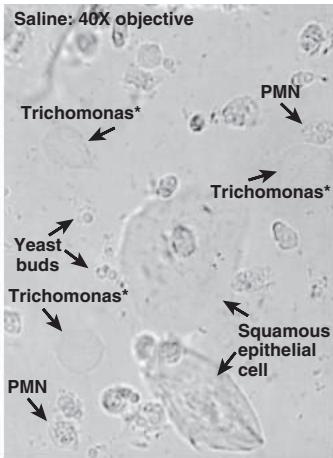 Saline: 40X objective
PMN
Trichomonas*
Trichomonas*
Yeast
buds
Trichomonas*
Squamous
epithelial
cell
PMN